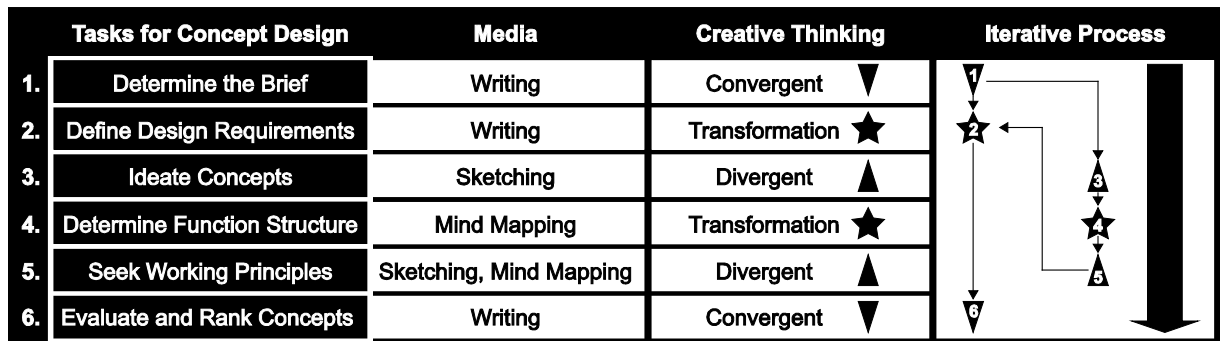 Tasks for Concept Design Media Creative Thinking Iterative Process
1. Determine the Brief Writing Convergent 1
2. Define Design Requirements Writing Transformation 2
3. Ideate Concepts Sketching Divergent 3
4. Determine Function Structure Mind Mapping Transformation 4
5. Seek Working Principles Sketching, Mind Mapping Divergent 5
6. Evaluate and Rank Concepts Writing Convergent 6